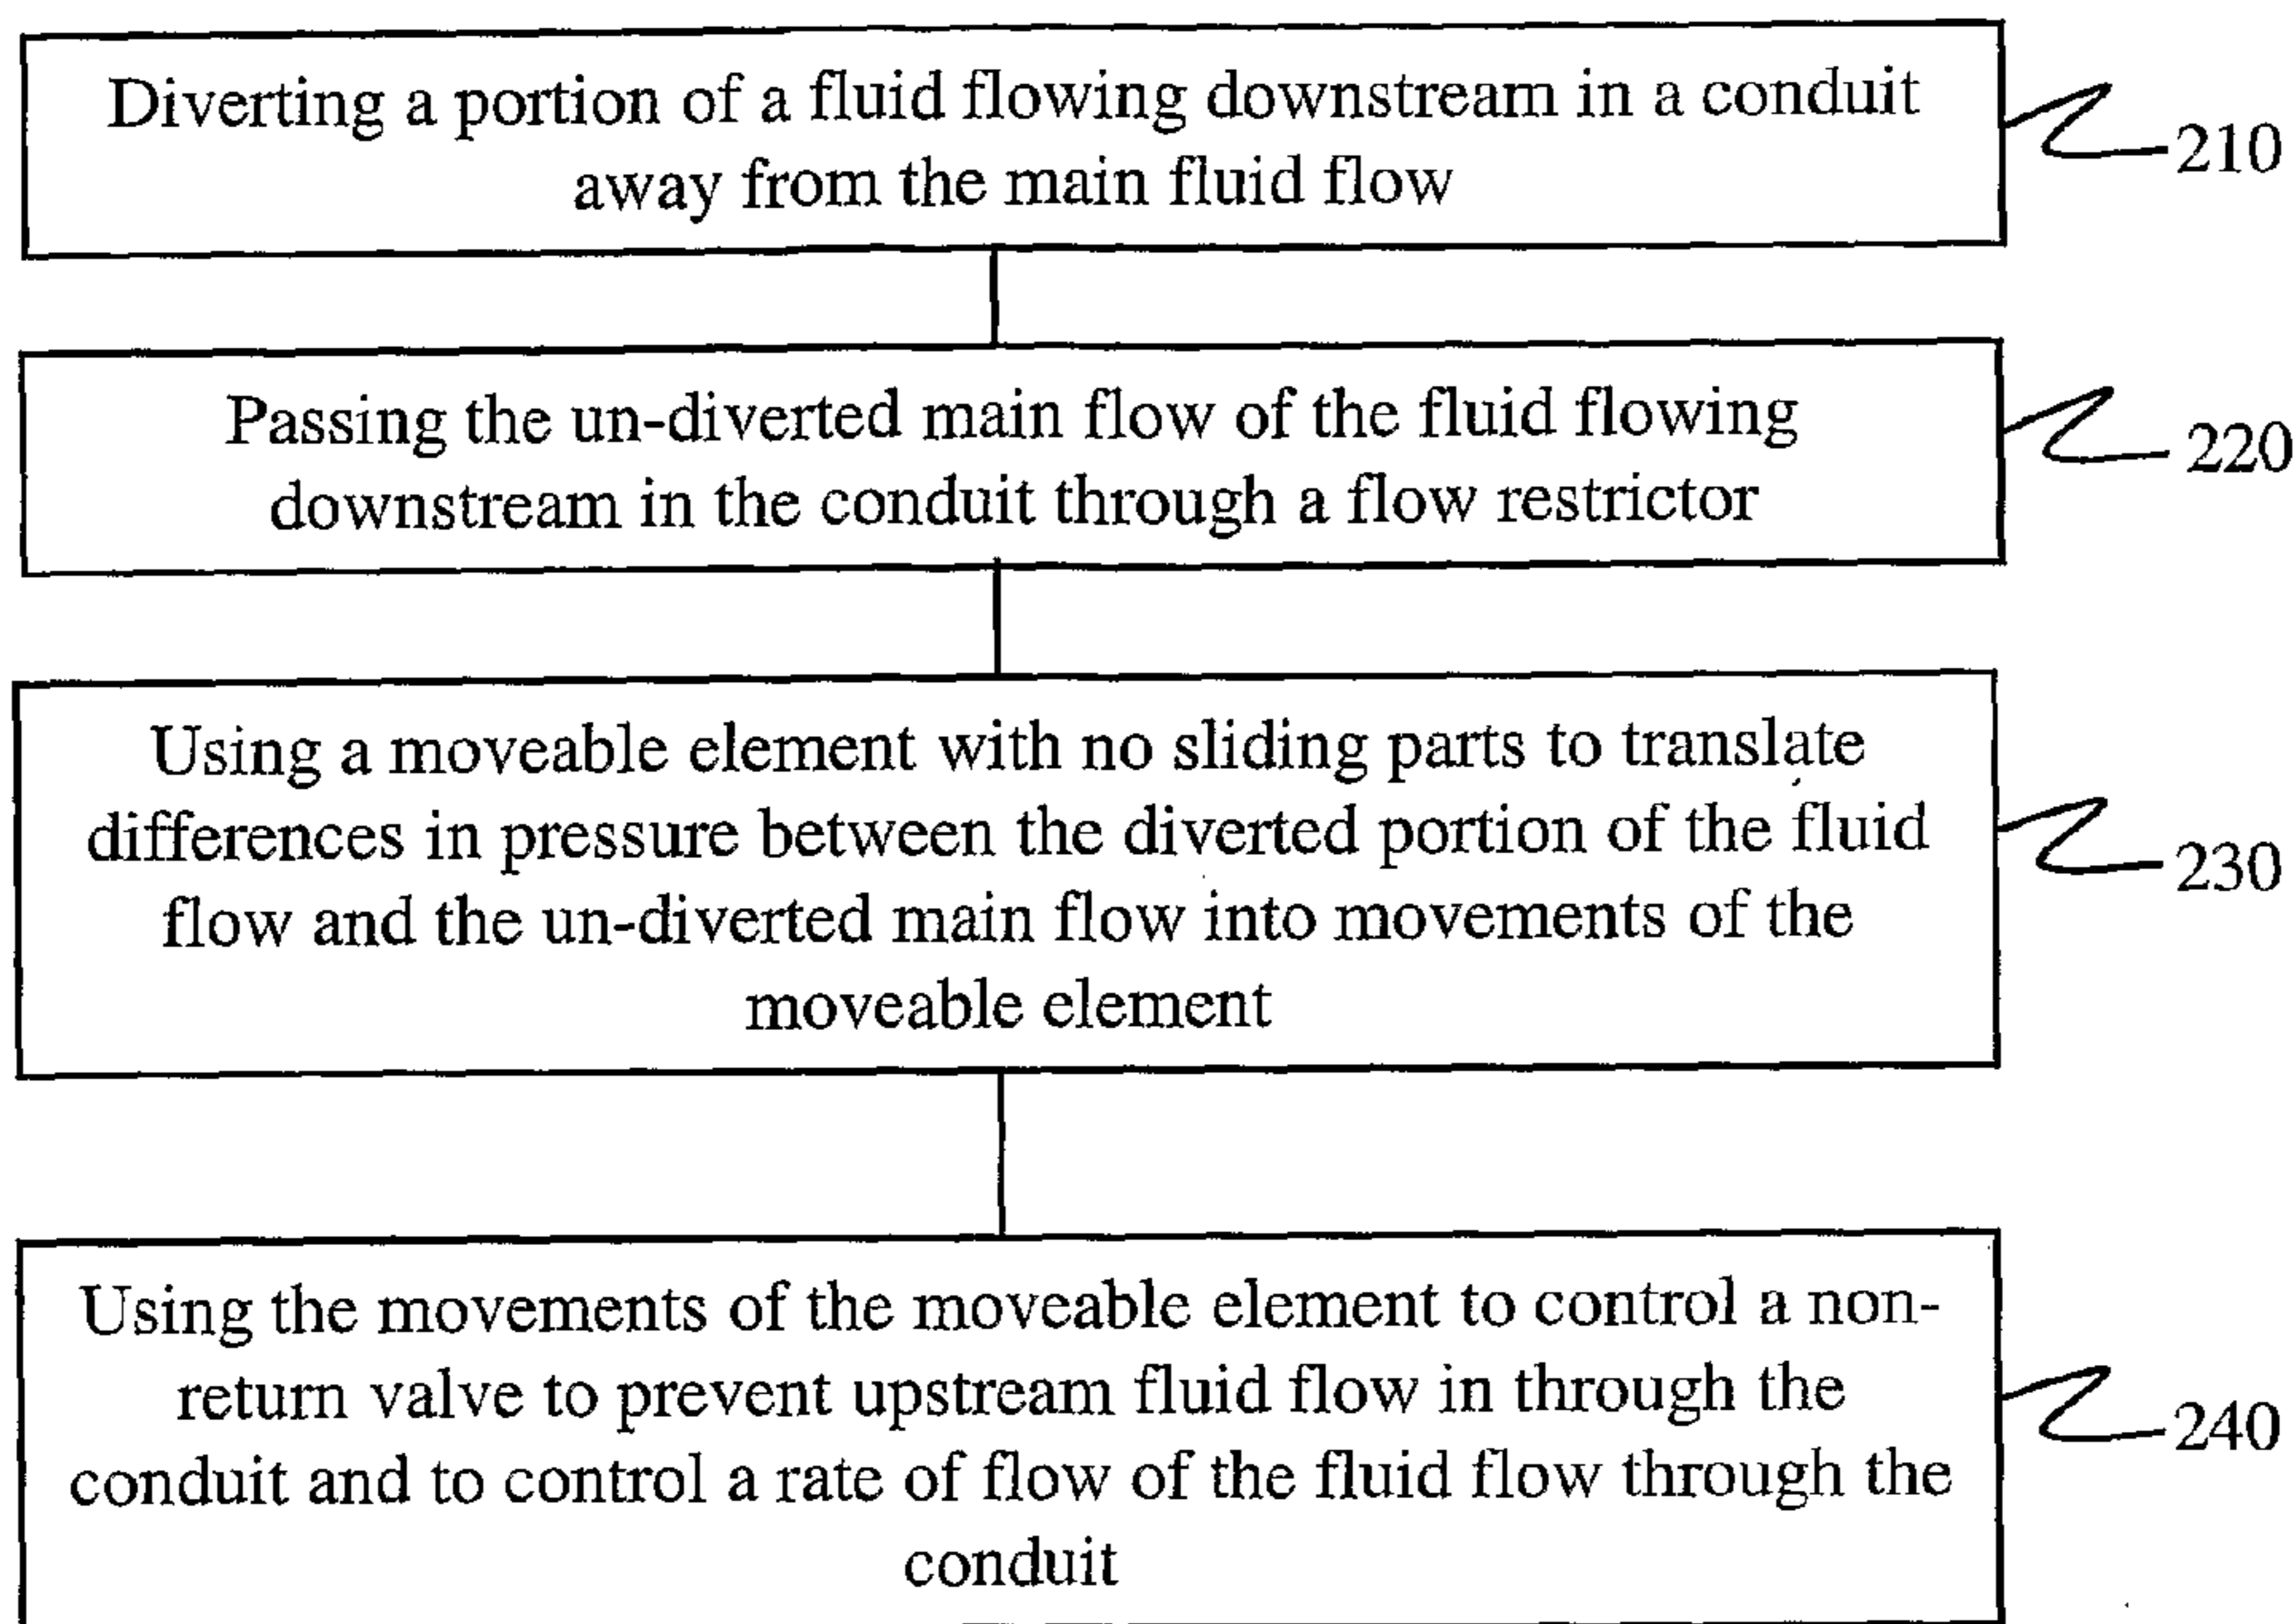 Diverting a portion of a fluid flowing downstream in a conduit
away from the main fluid flow
210
Passing the un-diverted main flow of the fluid flowing
downstream in the conduit through a flow restrictor
220
Using a moveable element with no sliding parts to translate
differences in pressure between the diverted portion of the fluid
flow and the un-diverted main flow into movements of the
moveable element
230
Using the movements of the moveable element to control a non-
return valve to prevent upstream fluid flow in through the
conduit and to control a rate of flow of the fluid flow through the
conduit
240